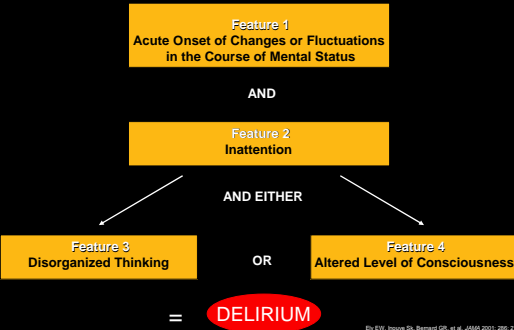 Feature 1
Acute Onset of Changes or Fluctuations
in the Course of Mental Status
AND
Feature 2
Inattention
AND EITHER
Feature 3
Disorganized Thinking
OR
Feature 4
Altered Level of Consciousness
= DELIRIUM
Ely EW, Inouye Sk, Bernard GR, et al. JAMA 2001; 286: 2